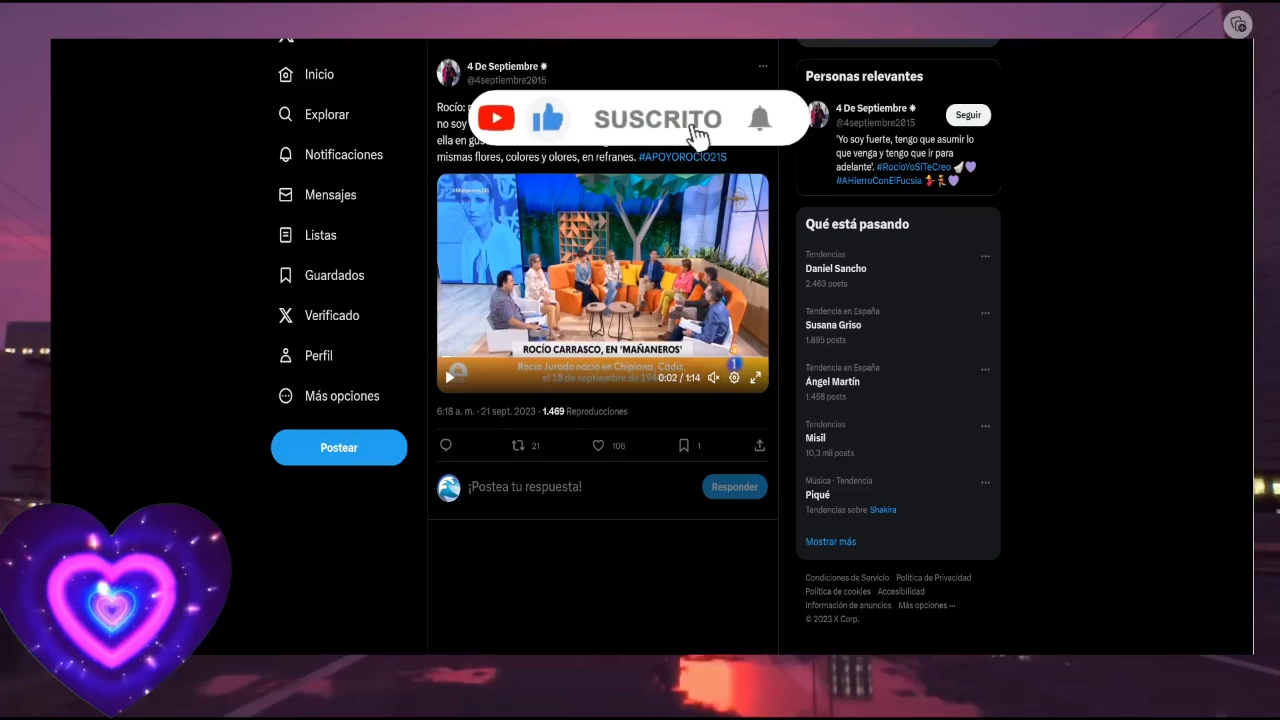 Inicio
Explorar
Notificaciones
Mensajes
Listas
Guardados
Verificado
Perfil
Más opciones
Postear
4 De Septiembre ✸
@4septiembre2015
Rocío:
no soy
ella en
mismas flores, colores y olores, en refranes. #APOYOROCIO21S
SUSCRITO
ROCÍO CARRASCO, EN 'MAÑANEROS'
Rocío Jurado nació en Chipiona, Cádiz,
el 18 de septiembre de 194
0:02 / 1:14
6:18 a. m. · 21 sept. 2023 · 1.469 Reproducciones
21
106
1
¡Postea tu respuesta!
Responder
Personas relevantes
4 De Septiembre ✸
@4septiembre2015
Seguir
'Yo soy fuerte, tengo que asumir lo
que venga y tengo que ir para
adelante'. #RocíoYoSíTeCreo
#AHierroConElFucsia
Qué está pasando
Tendencias
Daniel Sancho
2.463 posts
Tendencia en España
Susana Griso
1.895 posts
Tendencia en España
Ángel Martín
1.458 posts
Tendencias
Misil
10,3 mil posts
Música · Tendencia
Piqué
Tendencias sobre Shakira
Mostrar más
Condiciones de Servicio Política de Privacidad
Política de cookies Accesibilidad
Información de anuncios Más opciones ···
© 2023 X Corp.